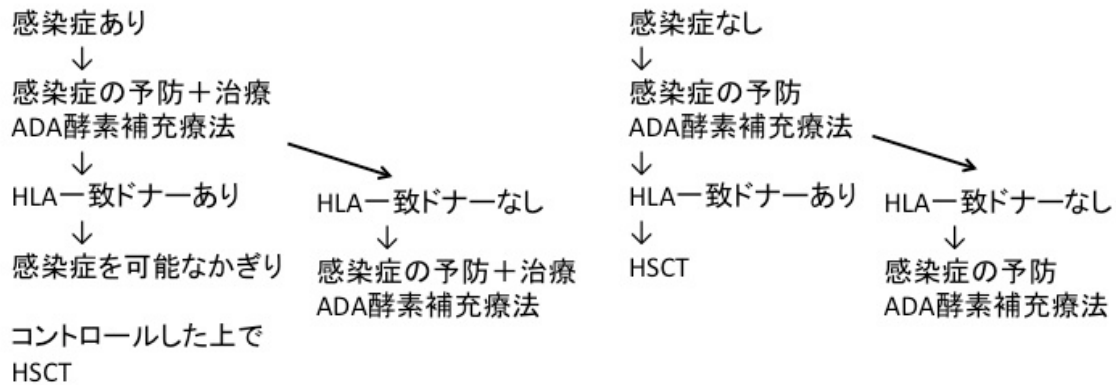 感染症あり
↓
感染症の予防＋治療
ADA酵素補充療法
↓
HLA一致ドナーあり
↓
感染症を可能なかぎり
コントロールした上で
HSCT
HLA一致ドナーなし
↓
感染症の予防＋治療
ADA酵素補充療法
感染症なし
↓
感染症の予防
ADA酵素補充療法
↓
HLA一致ドナーあり
↓
HSCT
HLA一致ドナーなし
↓
感染症の予防
ADA酵素補充療法